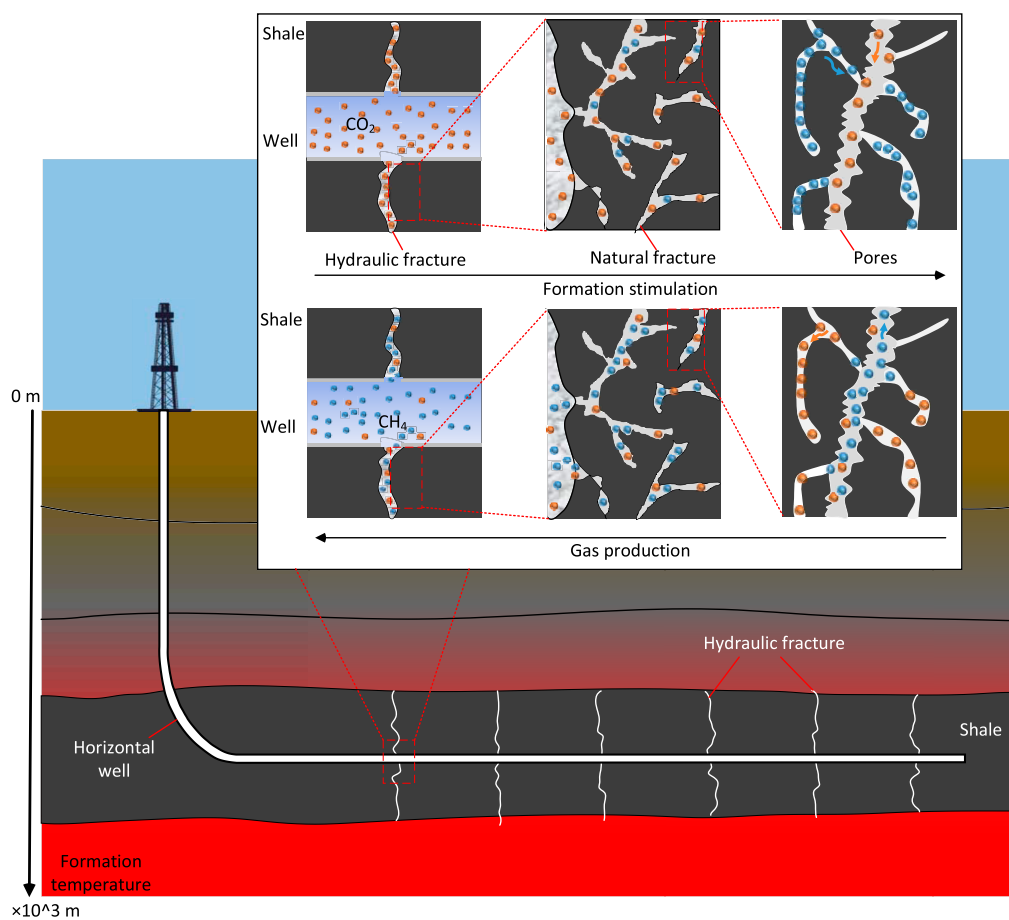 Shale
CO2
Well
Hydraulic fracture
Natural fracture
Pores
Formation stimulation
Shale
CH4
Well
Gas production
0 m
Hydraulic fracture
Shale
Horizontal
well
Formation
temperature
×10^3 m